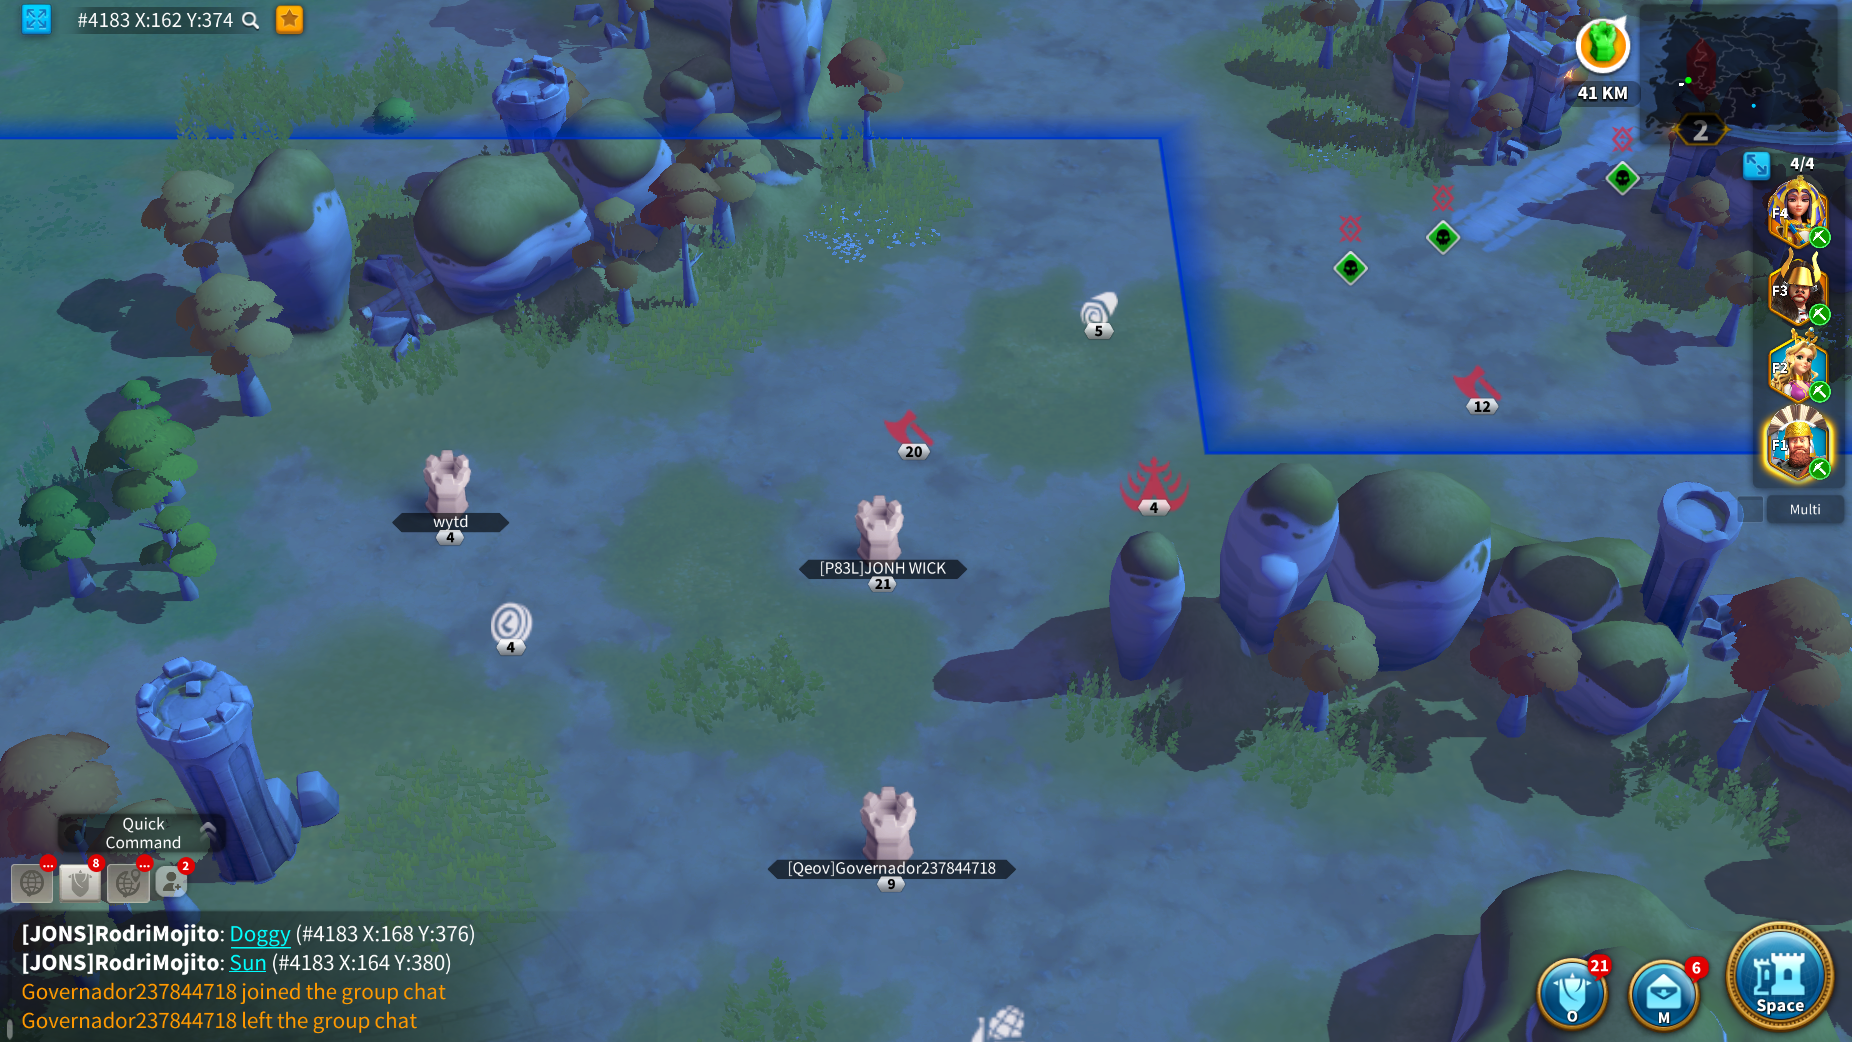 #4183 X:162 Y:374
41 KM
2
4/4
F4
F3
5
F2
12
F1
20
4
Multi
wytd
4
[P83L]JONH WICK
21
4
Quick
Command
[Qeov]Governador237844718
9
... 8 ... 2
[JONS]RodriMojito: Doggy (#4183 X:168 Y:376)
[JONS]RodriMojito: Sun (#4183 X:164 Y:380)
Governador237844718 joined the group chat
Governador237844718 left the group chat
21
O
6
M
Space